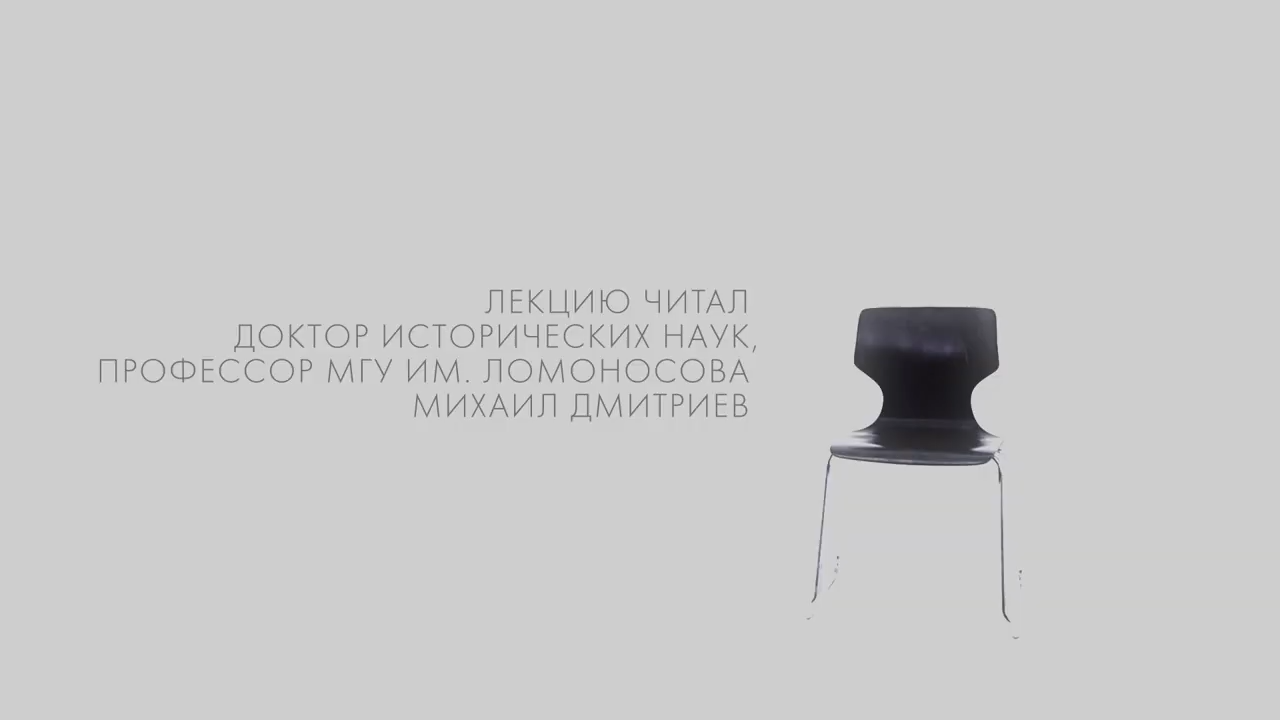 ЛЕКЦИЮ ЧИТАЛ
ДОКТОР ИСТОРИЧЕСКИХ НАУК,
ПРОФЕССОР МГУ ИМ. ЛОМОНОСОВА
МИХАИЛ ДМИТРИЕВ